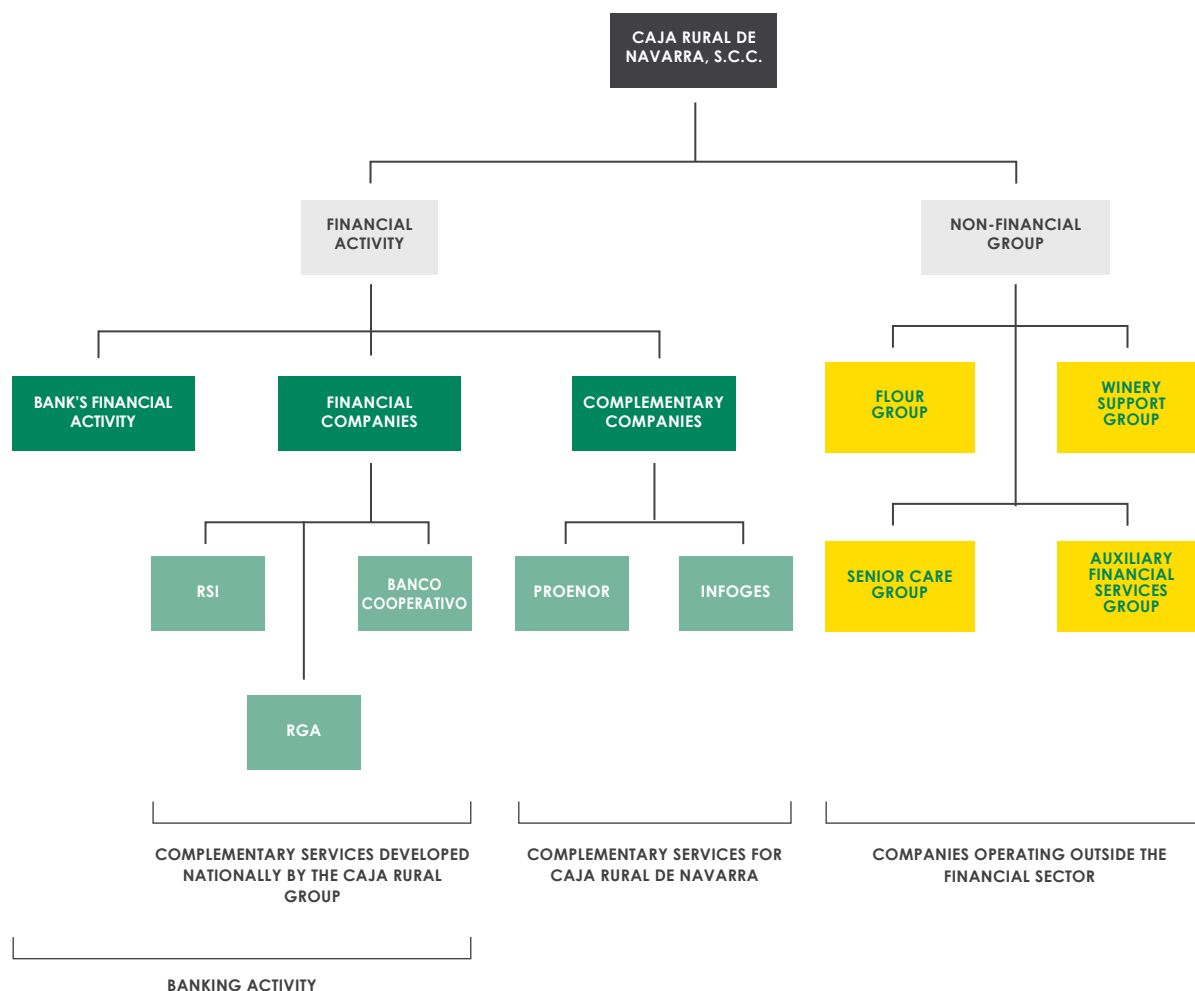 CAJA RURAL DE
NAVARRA, S.C.C.
FINANCIAL
ACTIVITY
NON-FINANCIAL
GROUP
BANK'S FINANCIAL
ACTIVITY
FINANCIAL
COMPANIES
COMPLEMENTARY
COMPANIES
FLOUR
GROUP
WINERY
SUPPORT
GROUP
RSI
BANCO
COOPERATIVO
PROENOR
INFOGES
SENIOR CARE
GROUP
AUXILIARY
FINANCIAL
SERVICES
GROUP
RGA
COMPLEMENTARY SERVICES DEVELOPED
NATIONALLY BY THE CAJA RURAL
GROUP
COMPLEMENTARY SERVICES FOR
CAJA RURAL DE NAVARRA
COMPANIES OPERATING OUTSIDE THE
FINANCIAL SECTOR
BANKING ACTIVITY